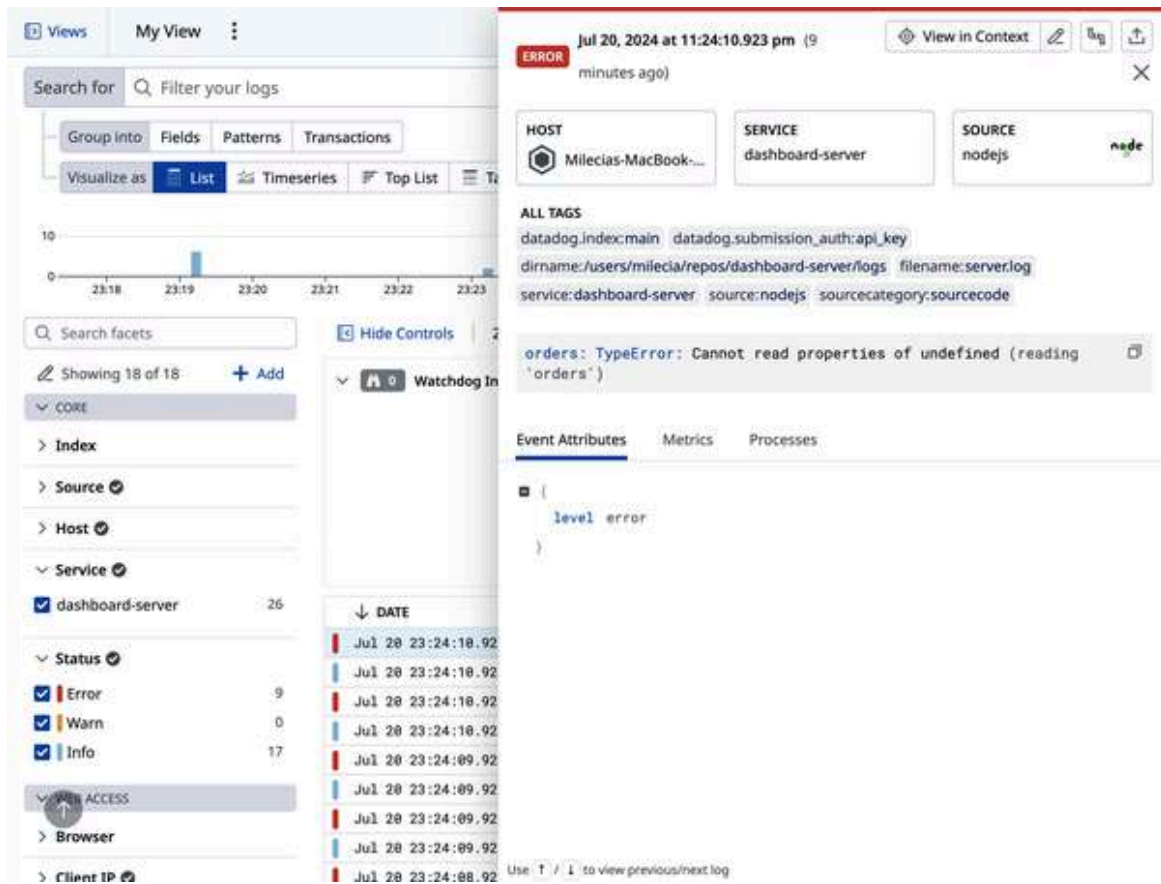 Views
My View
Search for
Filter your logs
Group into Fields Patterns Transactions
Visualize as List Timeseries Top List
10
0
23:18 23:19 23:20 23:21 23:22 23:23
Search facets
Showing 18 of 18
Add
CORE
Index
Source
Host
Service
dashboard-server 26
Status
Error 9
Warn 0
Info 17
ACCESS
Browser
Client IP
Hide Controls
0 Watchdog In
DATE
Jul 20 23:24:10.92
Jul 20 23:24:10.92
Jul 20 23:24:10.92
Jul 20 23:24:10.92
Jul 20 23:24:09.92
Jul 20 23:24:09.92
Jul 20 23:24:09.92
Jul 20 23:24:09.92
Jul 20 23:24:08.92
ERROR
Jul 20, 2024 at 11:24:10.923 pm (9
minutes ago)
View in Context
HOST
Milecias-MacBook-...
SERVICE
dashboard-server
SOURCE
nodejs
node
ALL TAGS
datadog.index:main datadog.submission_auth:api_key
dirname:/users/milecia/repos/dashboard-server/logs filename:server.log
service:dashboard-server source:nodejs sourcecategory:sourcecode
orders: TypeError: Cannot read properties of undefined (reading
'orders')
Event Attributes Metrics Processes
{
level error
}
Use ↑ / ↓ to view previous/next log